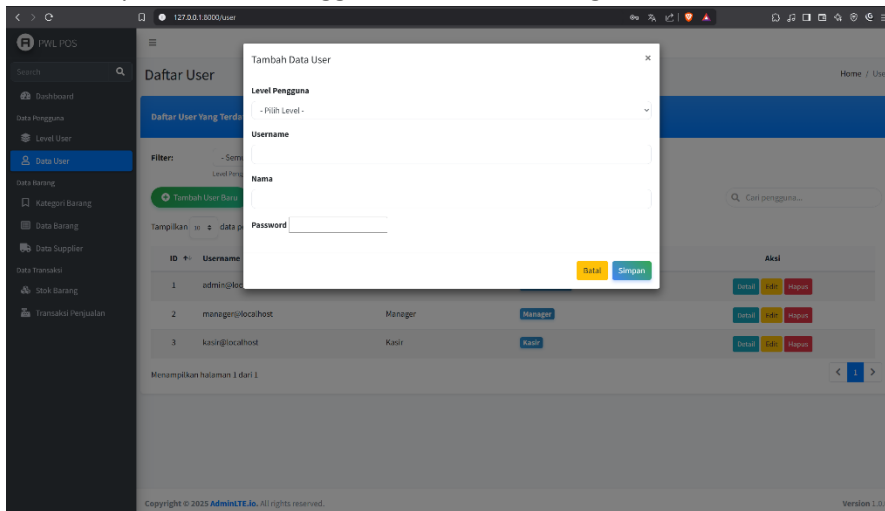 127.0.0.1:8000/user
PWL POS
Search
Dashboard
Data Pengguna
Level User
Data User
Data Barang
Kategori Barang
Data Barang
Data Supplier
Data Transaksi
Stok Barang
Transaksi Penjualan
Daftar User
Home / Use
Daftar User Yang Terda
Filter:
- Sem
Level Peng
Tambah User Baru
Cari pengguna...
Tampilkan 10 data p
Tambah Data User ×
Level Pengguna
- Pilih Level -
Username
Nama
Password
Batal Simpan
ID Username Aksi
1 admin@loc Detail Edit Hapus
2 manager@localhost Manager Manager Detail Edit Hapus
3 kasir@localhost Kasir Kasir Detail Edit Hapus
Menampilkan halaman 1 dari 1
< 1 >
Copyright © 2025 AdminLTE.io. All rights reserved.
Version 1.0